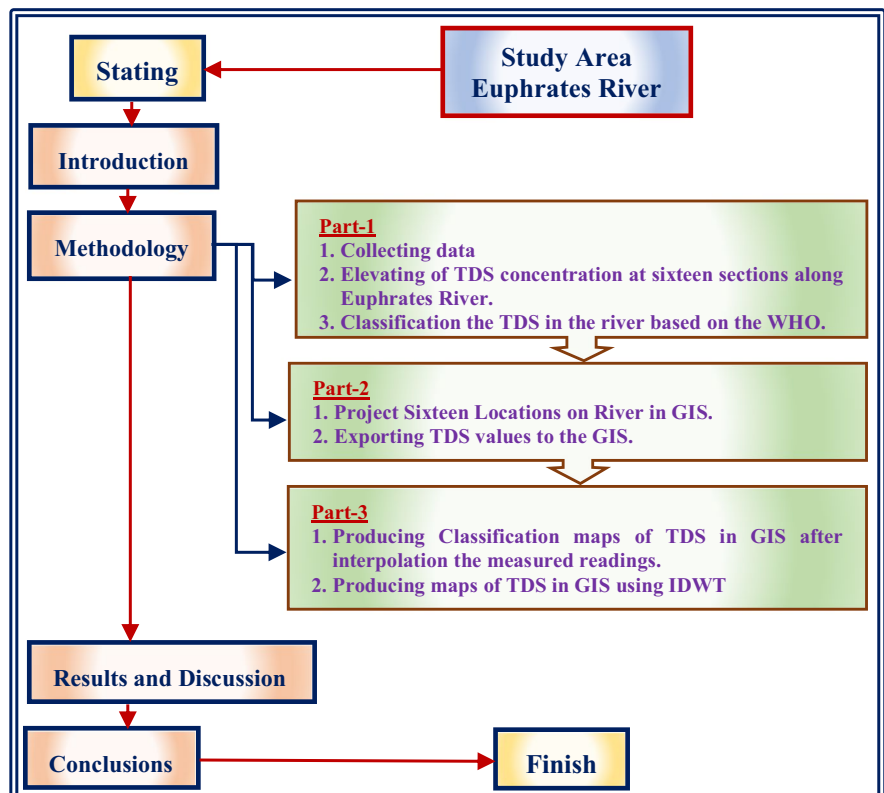 Stating
Study Area
Euphrates River
Introduction
Methodology
Part-1
1. Collecting data
2. Elevating of TDS concentration at sixteen sections along
Euphrates River.
3. Classification the TDS in the river based on the WHO.
Part-2
1. Project Sixteen Locations on River in GIS.
2. Exporting TDS values to the GIS.
Part-3
1. Producing Classification maps of TDS in GIS after
interpolation the measured readings.
2. Producing maps of TDS in GIS using IDWT
Results and Discussion
Conclusions
Finish